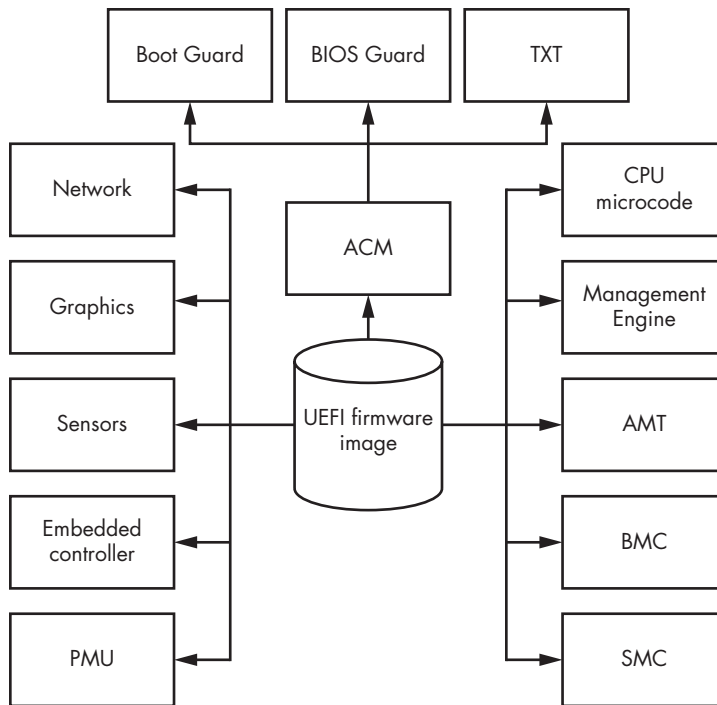 Boot Guard
BIOS Guard
TXT
Network
ACM
CPU
microcode
Graphics
Management
Engine
Sensors
UEFI firmware
image
AMT
Embedded
controller
BMC
PMU
SMC